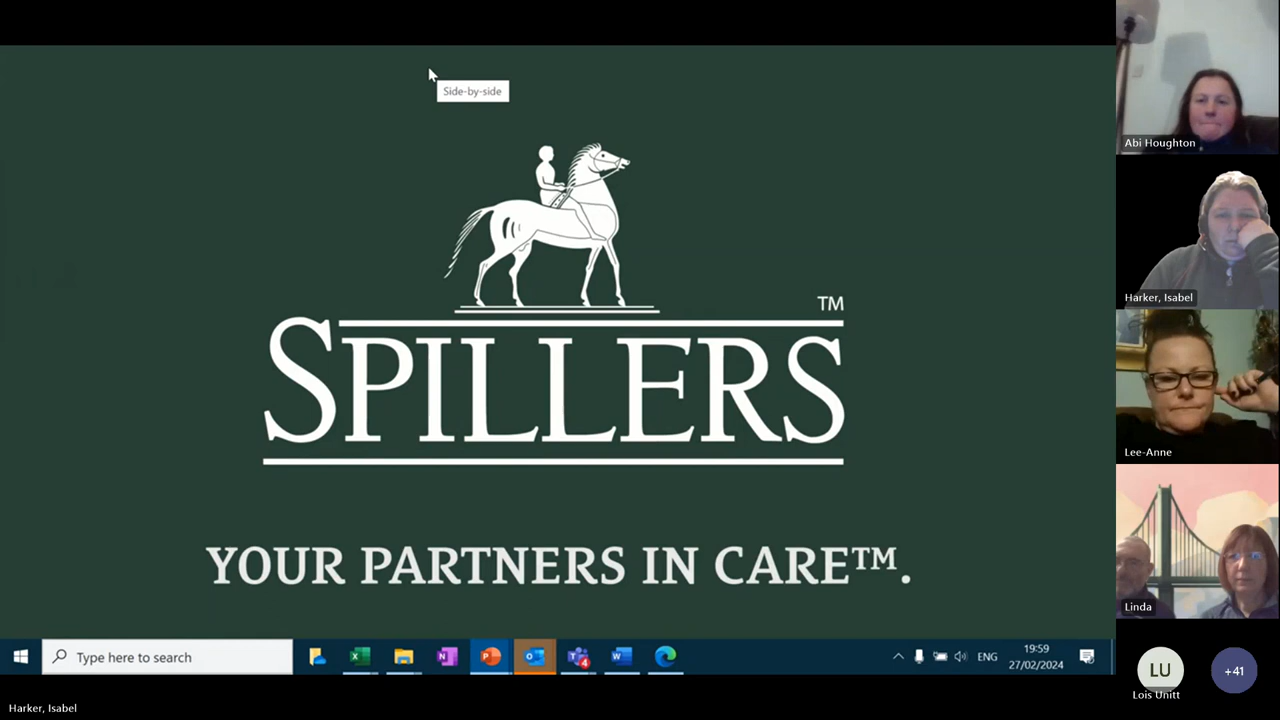 Side-by-side
TM
SPILLERS
YOUR PARTNERS IN CARE™.
Type here to search
4
ENG
19:59
27/02/2024
Abi Houghton
Harker, Isabel
Lee-Anne
Linda
LU
+41
Lois Unitt
Harker, Isabel